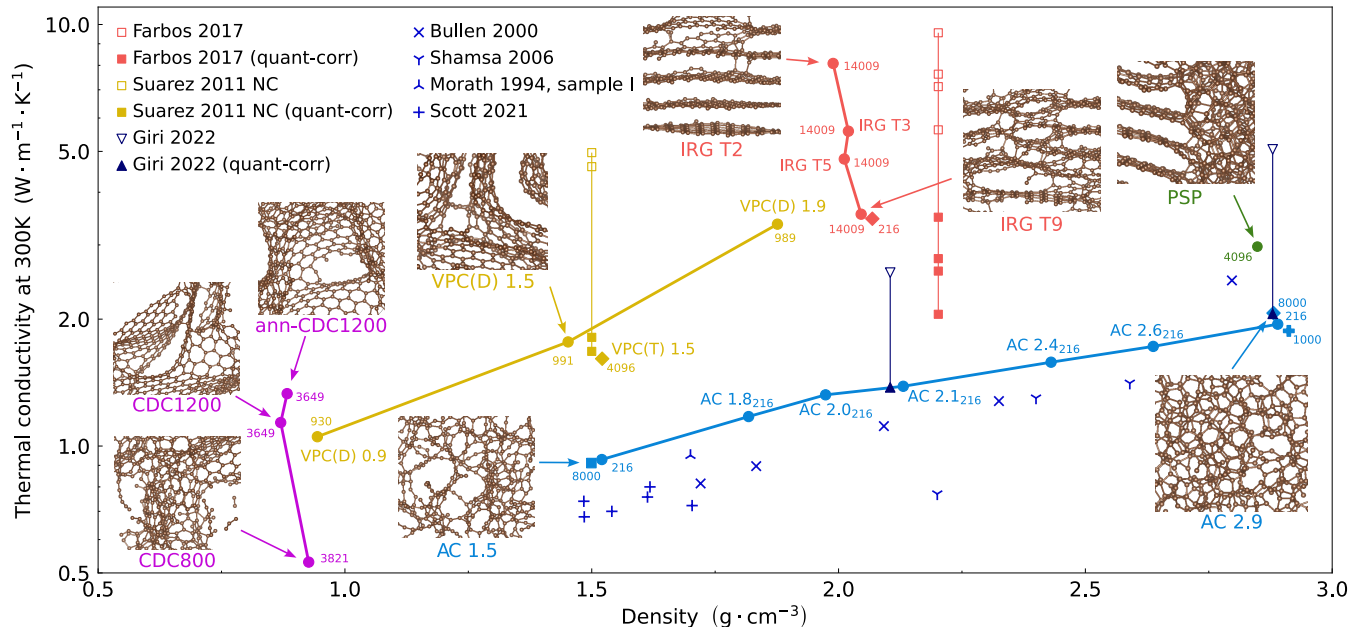 Thermal conductivity at 300K (W · m⁻¹ · K⁻¹)
10.0
5.0
2.0
1.0
0.5
Farbos 2017
Farbos 2017 (quant-corr)
Suarez 2011 NC
Suarez 2011 NC (quant-corr)
Giri 2022
Giri 2022 (quant-corr)
Bullen 2000
Shamsa 2006
Morath 1994, sample I
Scott 2021
IRG T2
14009
14009
IRG T3
IRG T5
14009
14009
216
IRG T9
PSP
4096
VPC(D) 1.5
VPC(D) 1.9
989
991
VPC(T) 1.5
4096
930
VPC(D) 0.9
ann-CDC1200
3649
CDC1200
3649
CDC800
3821
8000
216
AC 1.5
AC 1.8₂₁₆
AC 2.0₂₁₆
AC 2.1₂₁₆
AC 2.4₂₁₆
AC 2.6₂₁₆
8000
216
1000
AC 2.9
0.5
1.0
1.5
2.0
2.5
3.0
Density (g · cm⁻³)